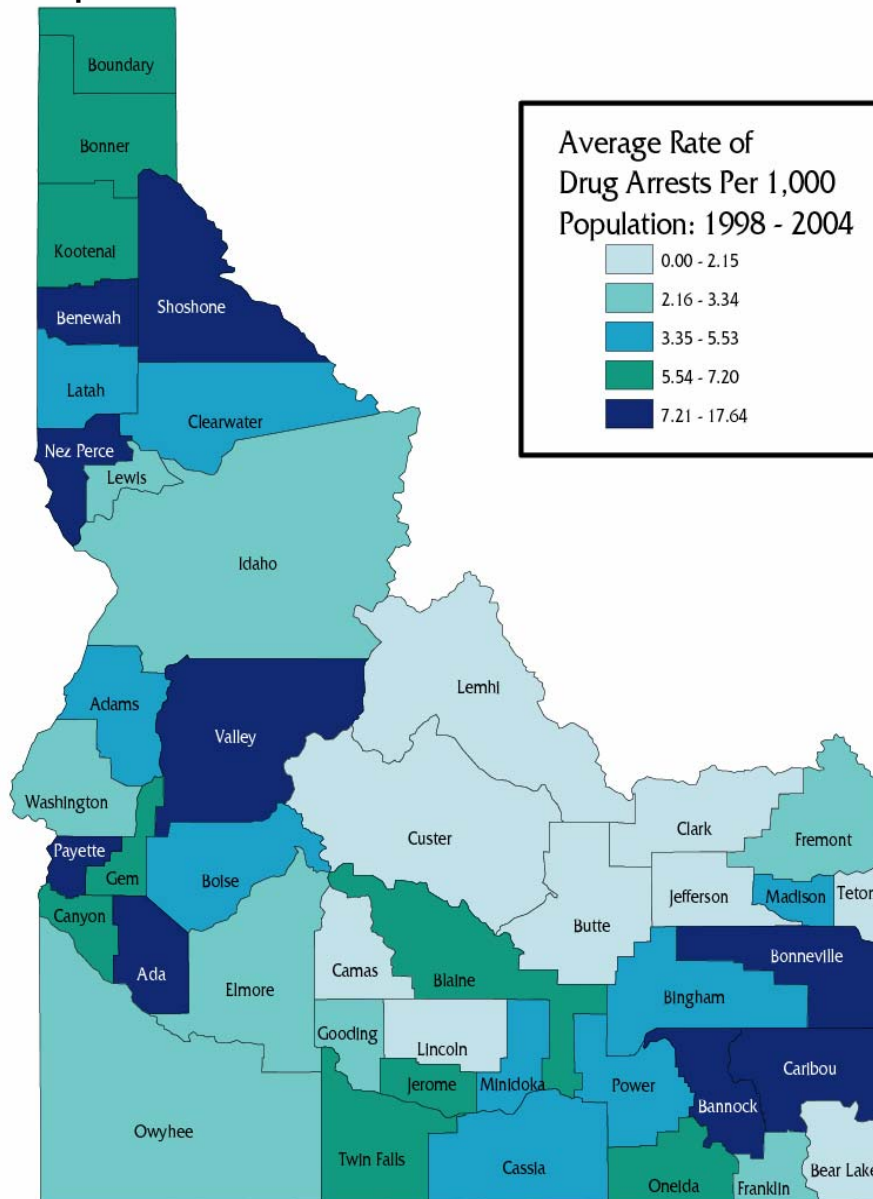 Boundary
Bonner
Kootenai
Benewah
Shoshone
Latah
Clearwater
Nez Perce
Lewis
Idaho
Average Rate of
Drug Arrests Per 1,000
Population: 1998 - 2004
0.00 - 2.15
2.16 - 3.34
3.35 - 5.53
5.54 - 7.20
7.21 - 17.64
Lemhi
Adams
Valley
Washington
Custer
Clark
Fremont
Payette
Gem
Boise
Jefferson
Madison
Teton
Canyon
Butte
Ada
Elmore
Camas
Blaine
Bonneville
Bingham
Gooding
Lincoln
Jerome
Minidoka
Power
Caribou
Bannock
Owyhee
Twin Falls
Cassia
Oneida
Franklin
Bear Lake